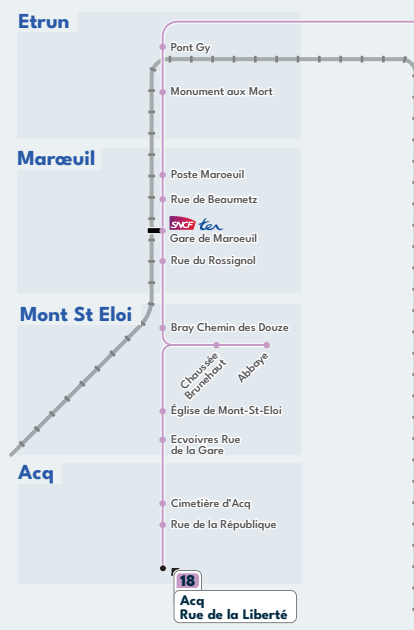 Etrun
Pont Gy
Monument aux Mort
Marœuil
Poste Maroeuil
Rue de Beaumetz
SNCF ter
Gare de Maroeuil
Rue du Rossignol
Mont St Eloi
Bray Chemin des Douze
Chaussée
Brunehaut
Abbaye
Église de Mont-St-Eloi
Ecvoivres Rue
de la Gare
Acq
Cimetière d'Acq
Rue de la République
18
Acq
Rue de la Liberté